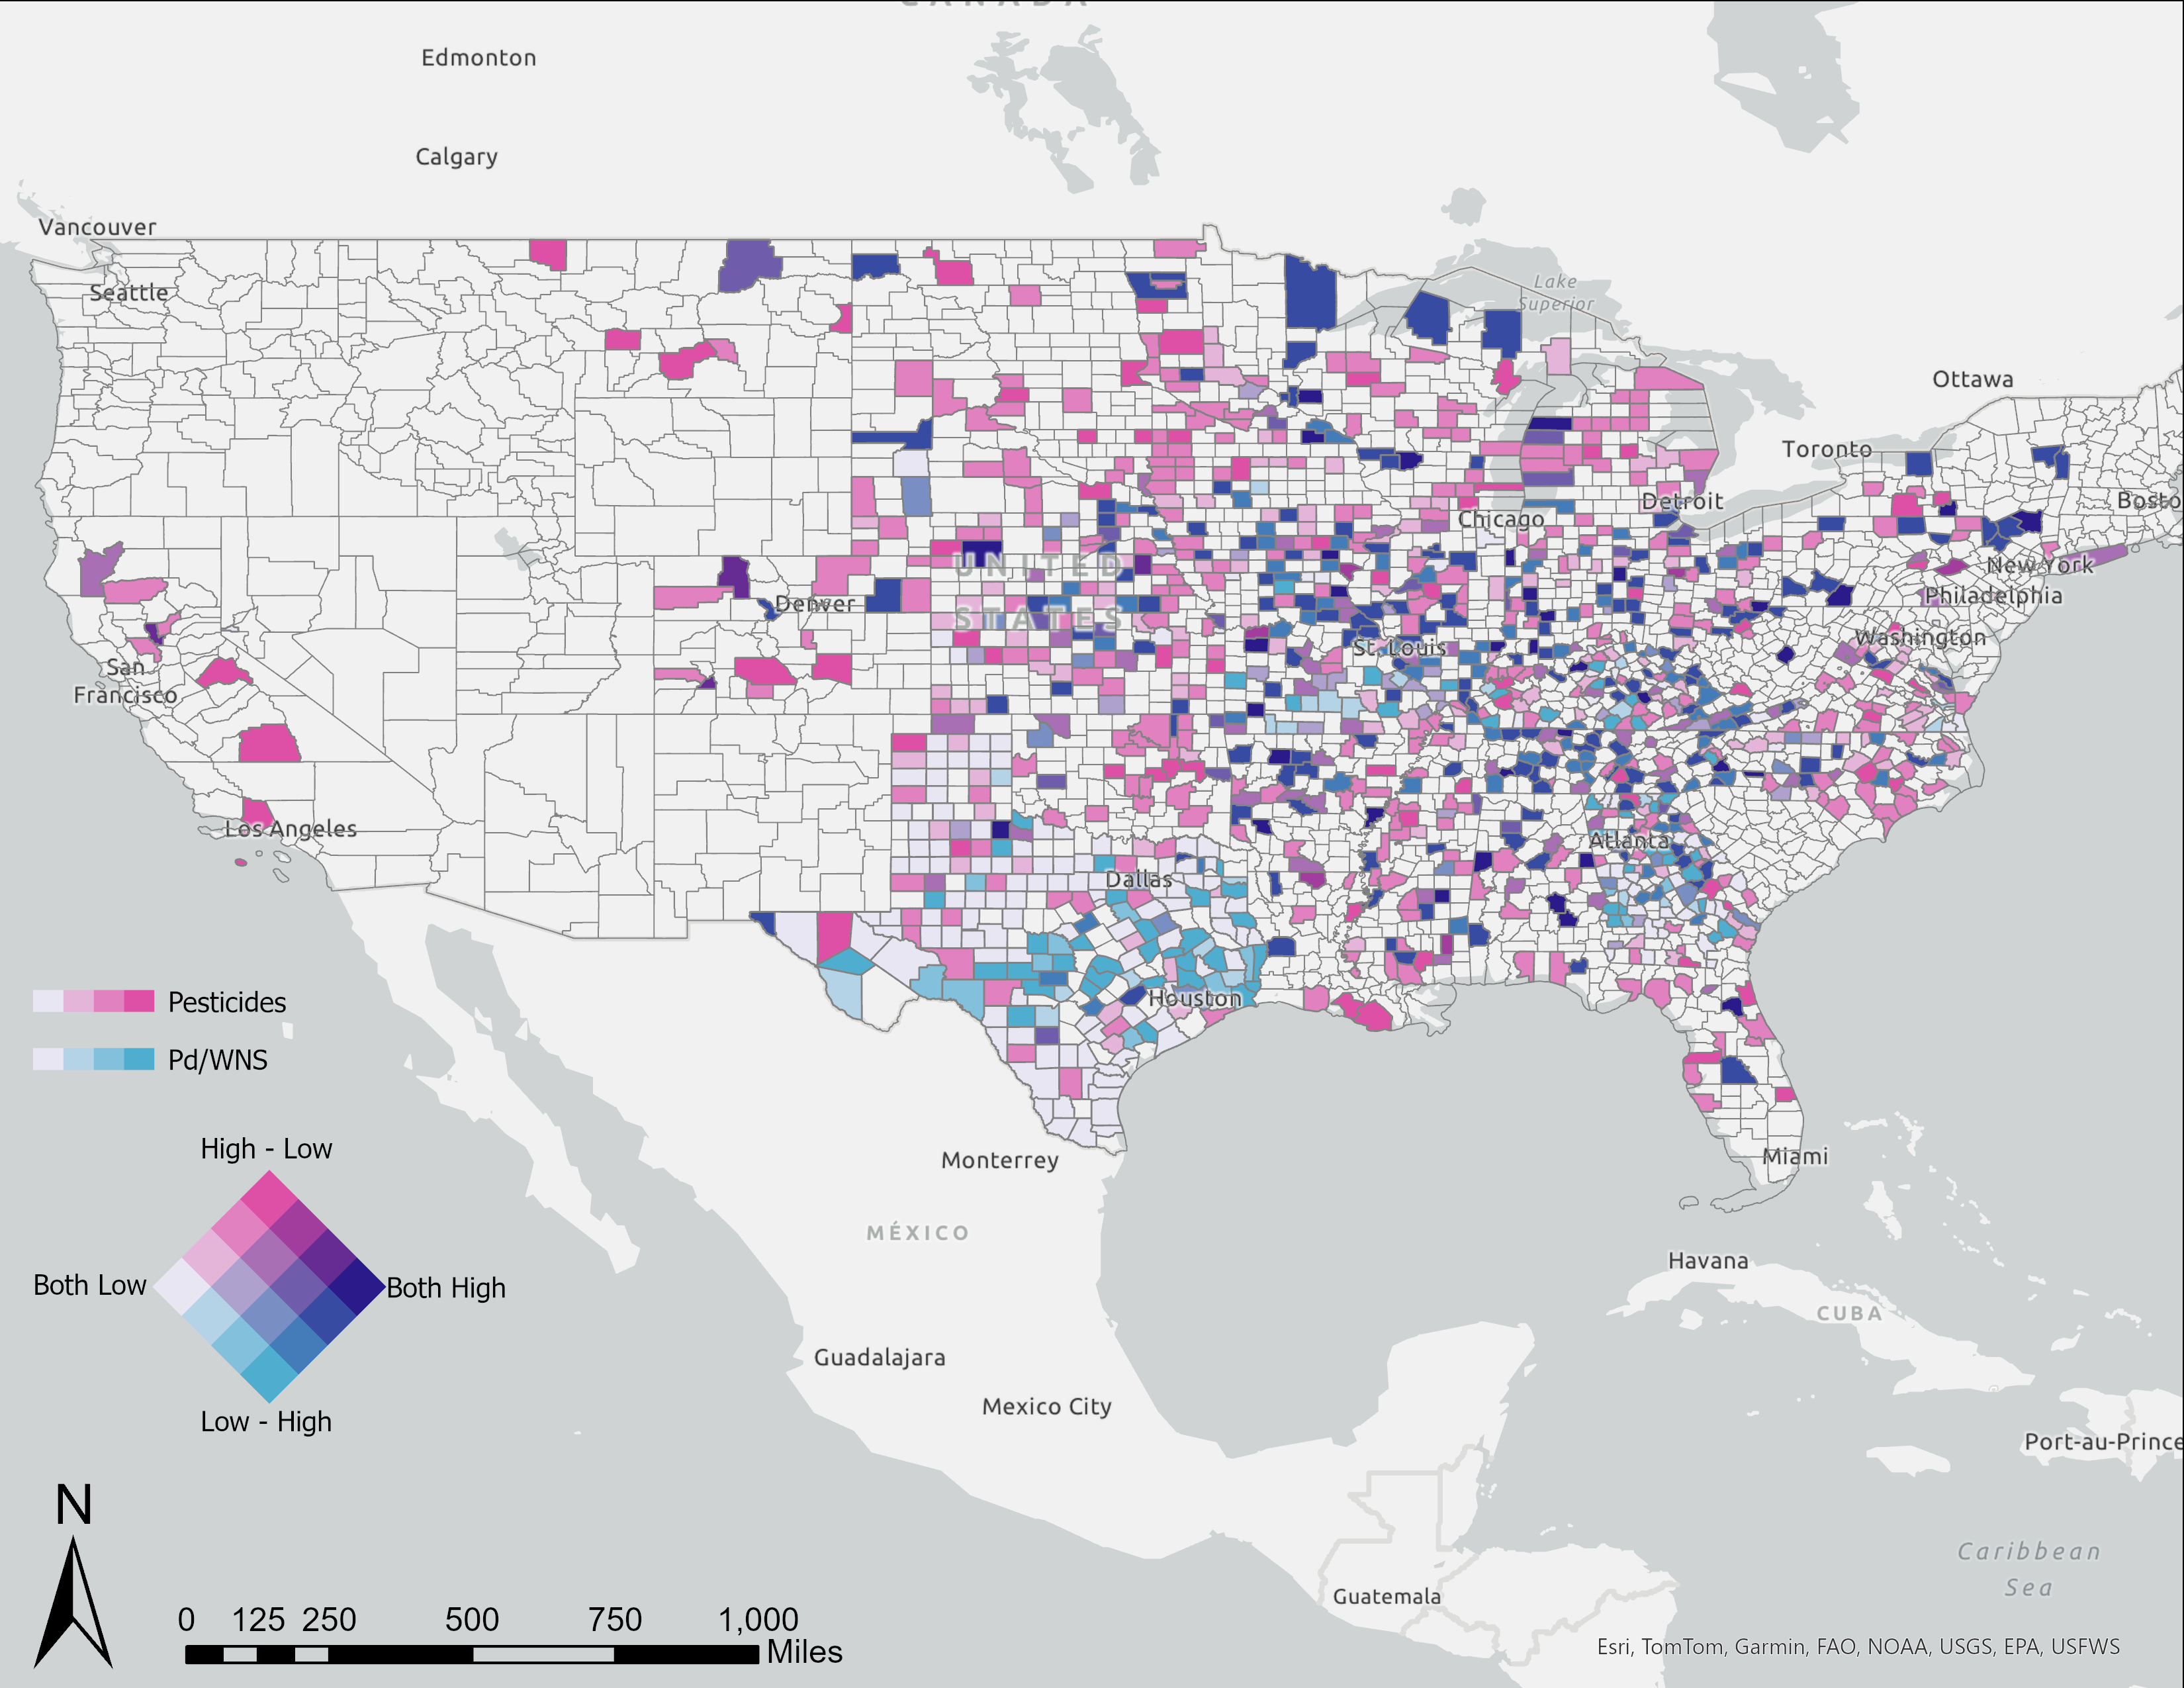 CANADA
Edmonton
Calgary
Vancouver
Seattle
Lake
Superior
Ottawa
Toronto
Bosto
Detroit
Chicago
UNITED
STATES
New York
Denver
Philadelphia
Washington
San
Francisco
St. Louis
Los Angeles
Atlanta
Dallas
Houston
Pesticides
Pd/WNS
Monterrey
Miami
High - Low
MÉXICO
Havana
Both Low
Both High
CUBA
Guadalajara
Mexico City
Low - High
Port-au-Prince
N
Caribbean
Sea
Guatemala
0 125 250 500 750 1,000
Miles
Esri, TomTom, Garmin, FAO, NOAA, USGS, EPA, USFWS